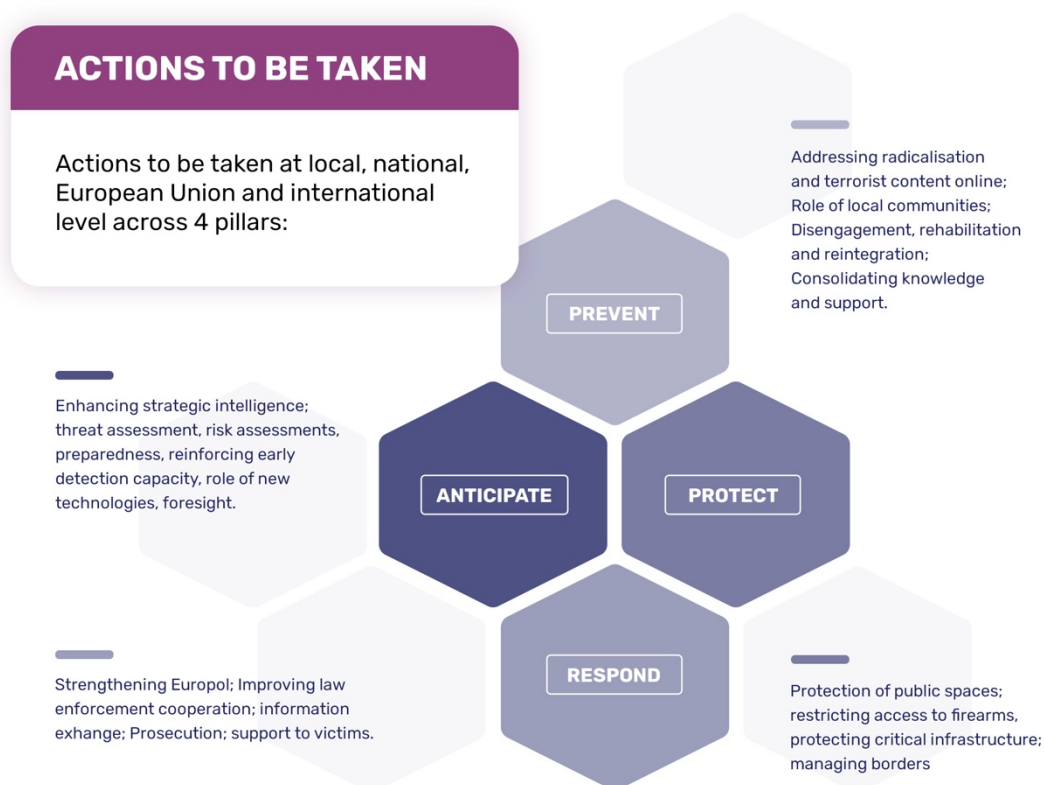 ACTIONS TO BE TAKEN
Actions to be taken at local, national,
European Union and international
level across 4 pillars:
Addressing radicalisation
and terrorist content online;
Role of local communities;
Disengagement, rehabilitation
and reintegration;
Consolidating knowledge
and support.
PREVENT
Enhancing strategic intelligence;
threat assessment, risk assessments,
preparedness, reinforcing early
detection capacity, role of new
technologies, foresight.
ANTICIPATE
PROTECT
Strengthening Europol; Improving law
enforcement cooperation; information
exhange; Prosecution; support to victims.
RESPOND
Protection of public spaces;
restricting access to firearms,
protecting critical infrastructure;
managing borders